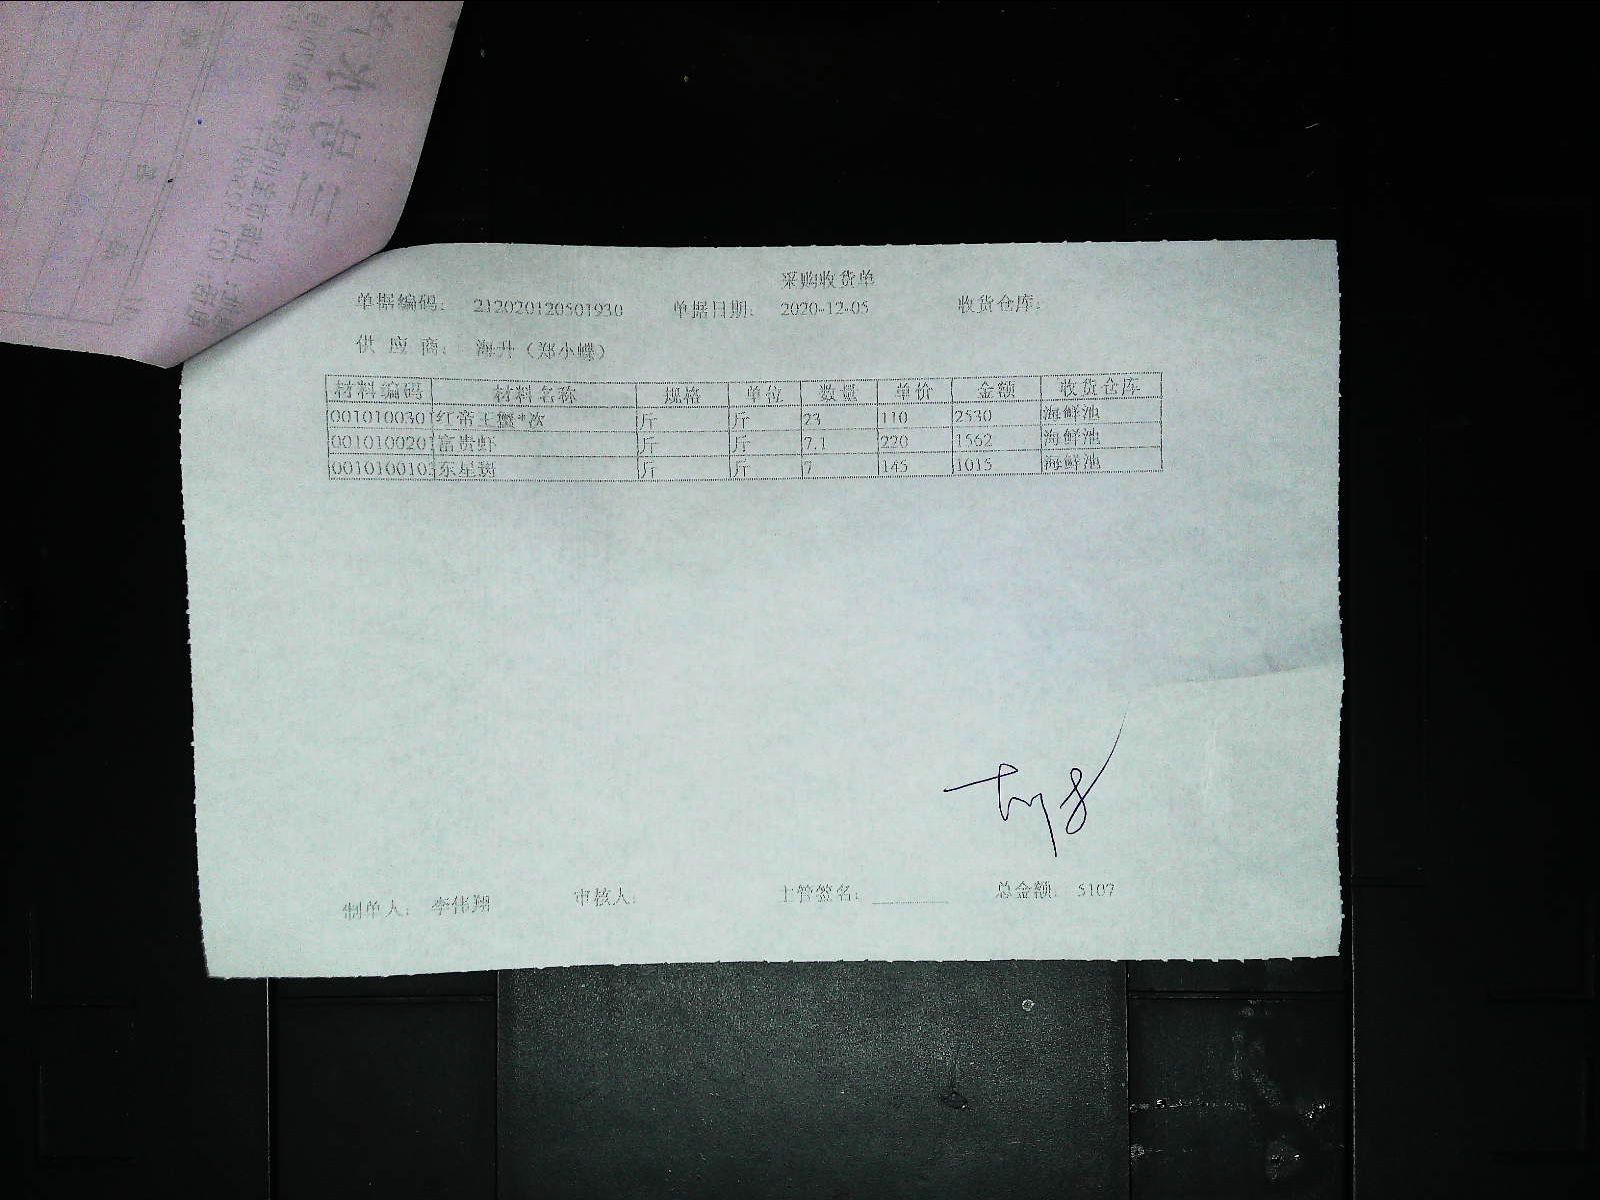 采购收货单
单据编码： 212020120501930 单据日期： 2020-12-05 收货仓库：
供 应 商： 海升（郑小蝶）
材料编码 材料名称 规格 单位 数量 单价 金额 收货仓库
001010030 红帝王蟹*次 斤 斤 23 110 2530 海鲜池
001010020 富贵虾 斤 斤 7.1 220 1562 海鲜池
001010010 东星斑 斤 斤 7 145 1015 海鲜池
制单人： 李伟翔 审核人： 主管签名： 总金额： 5107